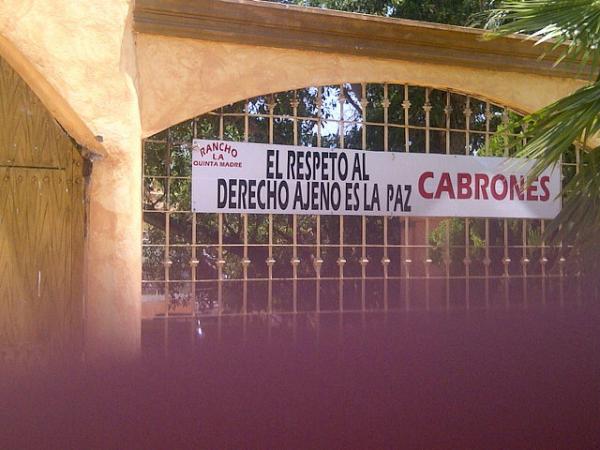 RANCHO
LA
QUINTA MADRE
EL RESPETO AL
DERECHO AJENO ES LA PAZ
CABRONES